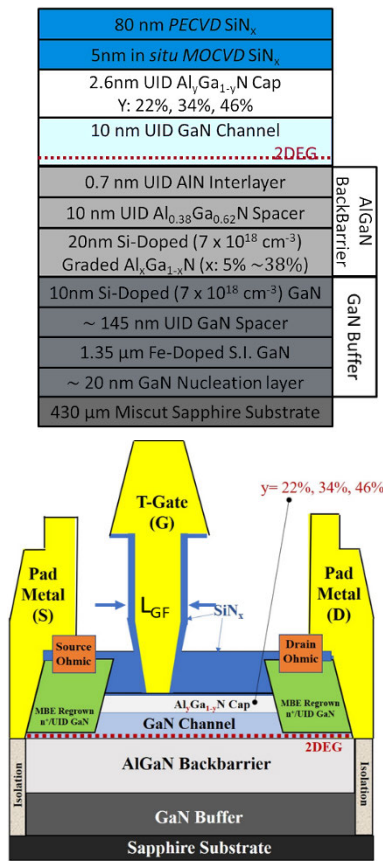 80 nm PECVD SiNx
5nm in situ MOCVD SiNx
2.6nm UID AlyGa1-yN Cap
Y: 22%, 34%, 46%
10 nm UID GaN Channel
2DEG
0.7 nm UID AlN Interlayer
10 nm UID Al0.38Ga0.62N Spacer
20nm Si-Doped (7 x 10^18 cm^-3)
Graded AlxGa1-xN (x: 5% ~38%)
AlGaN
BackBarrier
10nm Si-Doped (7 x 10^18 cm^-3) GaN
~ 145 nm UID GaN Spacer
1.35 µm Fe-Doped S.I. GaN
~ 20 nm GaN Nucleation layer
GaN Buffer
430 µm Miscut Sapphire Substrate
y= 22%, 34%, 46%
T-Gate
(G)
Pad
Metal
(S)
LGF
SiNx
Pad
Metal
(D)
Source
Ohmic
Drain
Ohmic
MBE Regrown
n+/UID GaN
AlyGa1-yN Cap
GaN Channel
MBE Regrown
n+/UID GaN
2DEG
Isolation
AlGaN Backbarrier
Isolation
GaN Buffer
Sapphire Substrate